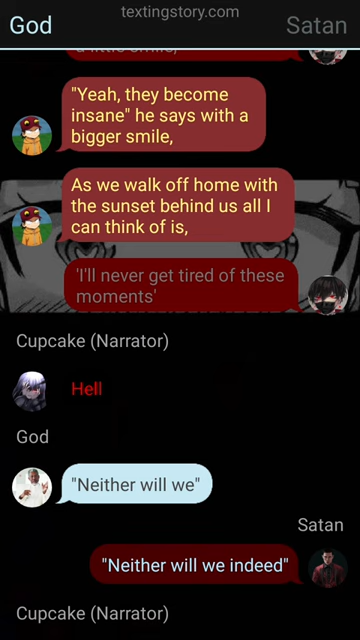 textingstory.com
God
Satan
a little smile,
"Yeah, they become
insane" he says with a
bigger smile,
As we walk off home with
the sunset behind us all I
can think of is,
'I'll never get tired of these
moments'
Cupcake (Narrator)
Hell
God
"Neither will we"
Satan
"Neither will we indeed"
Cupcake (Narrator)